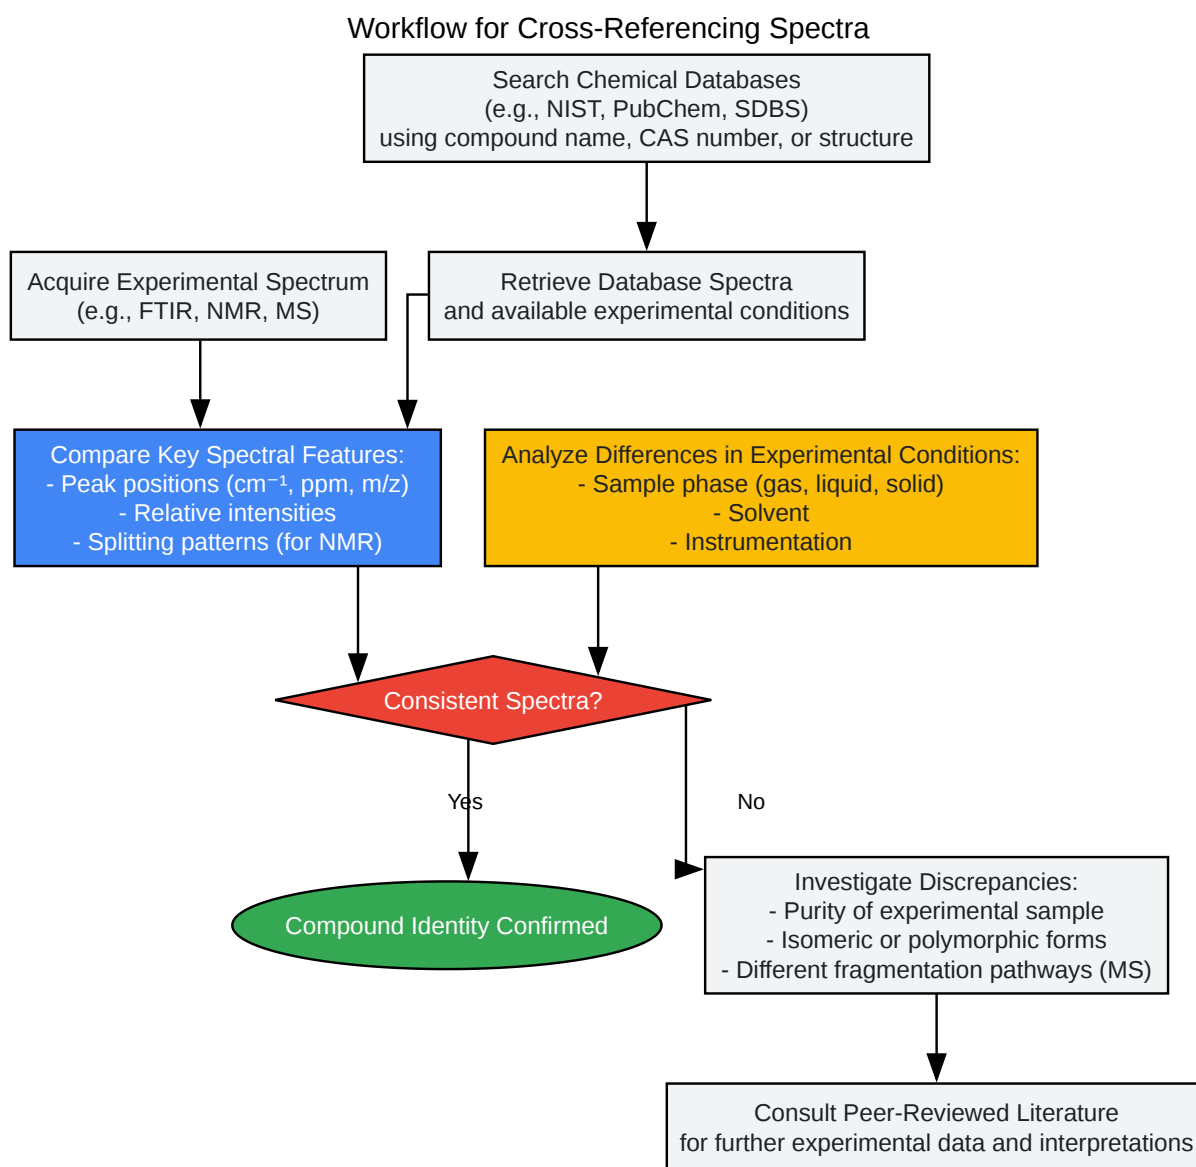 Workflow for Cross-Referencing Spectra
Search Chemical Databases
(e.g., NIST, PubChem, SDBS)
using compound name, CAS number, or structure
Acquire Experimental Spectrum
(e.g., FTIR, NMR, MS)
Retrieve Database Spectra
and available experimental conditions
Compare Key Spectral Features:
- Peak positions (cm⁻¹, ppm, m/z)
- Relative intensities
- Splitting patterns (for NMR)
Analyze Differences in Experimental Conditions:
- Sample phase (gas, liquid, solid)
- Solvent
- Instrumentation
Consistent Spectra?
Yes
No
Compound Identity Confirmed
Investigate Discrepancies:
- Purity of experimental sample
- Isomeric or polymorphic forms
- Different fragmentation pathways (MS)
Consult Peer-Reviewed Literature
for further experimental data and interpretations